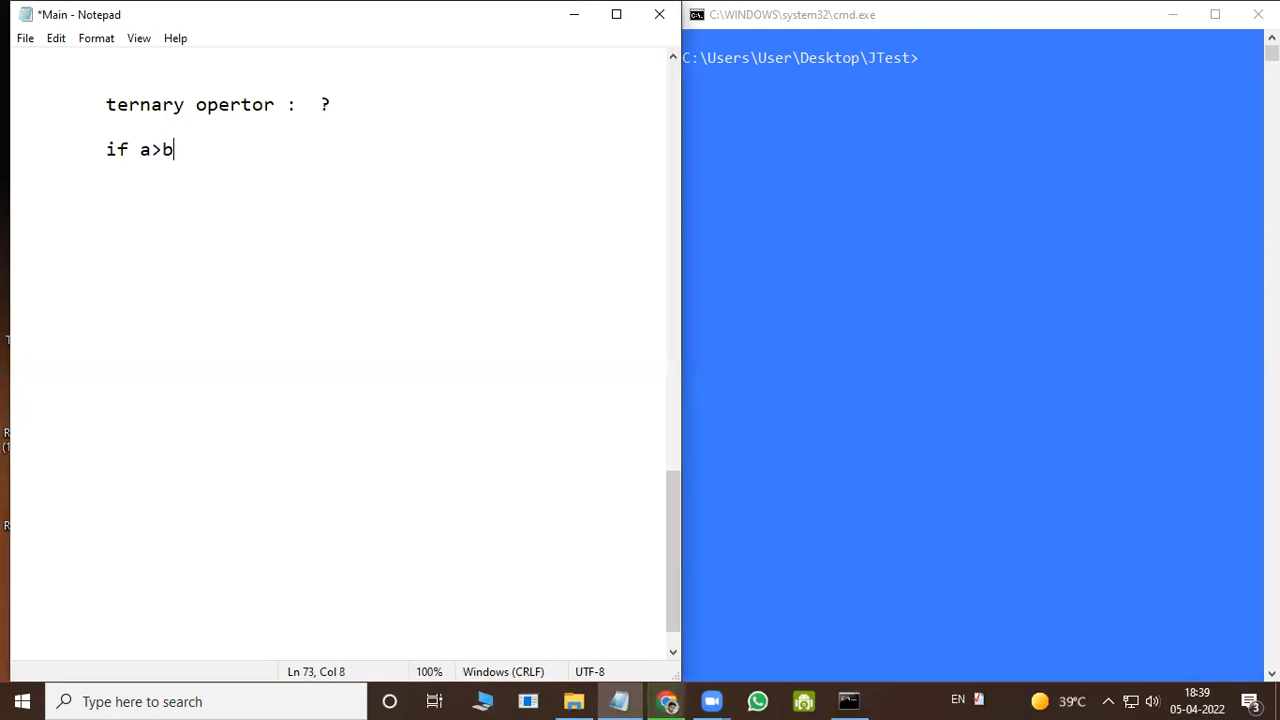 *Main - Notepad
C:\WINDOWS\system32\cmd.exe
File Edit Format View Help
C:\Users\User\Desktop\JTest>
ternary opertor :  ?
if a>b
Ln 73, Col 8 100% Windows (CRLF) UTF-8
Type here to search
EN
39°C
18:39
05-04-2022
3